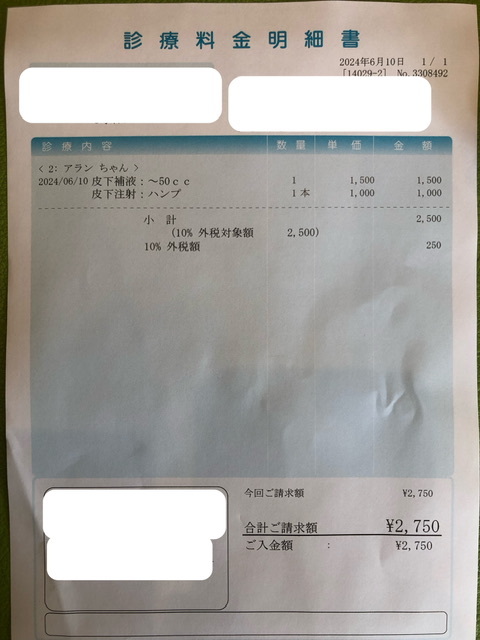 診療料金明細書
2024年6月10日 1 / 1
[14029-2] No.3308492
診療内容 数量 単価 金額
< 2: アラン ちゃん >
2024/06/10 皮下補液：～50ｃｃ 1 1,500 1,500
皮下注射：ハンプ 1 本 1,000 1,000
小 計 2,500
(10% 外税対象額 2,500)
10% 外税額 250
今回ご請求額 ¥2,750
合計ご請求額 ¥2,750
ご入金額 ： ¥2,750